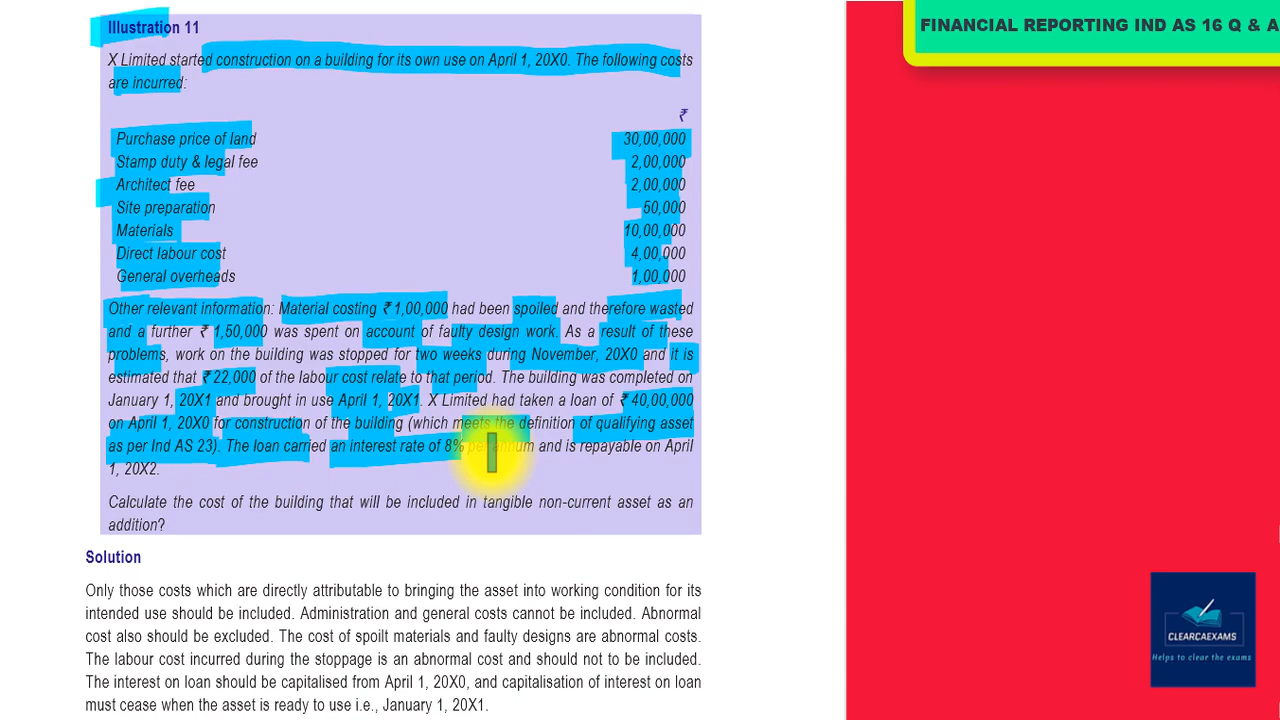 Illustration 11
FINANCIAL REPORTING IND AS 16 Q & A
X Limited started construction on a building for its own use on April 1, 20X0. The following costs
are incurred:
₹
Purchase price of land 30,00,000
Stamp duty & legal fee 2,00,000
Architect fee 2,00,000
Site preparation 50,000
Materials 10,00,000
Direct labour cost 4,00,000
General overheads 1,00,000
Other relevant information: Material costing ₹ 1,00,000 had been spoiled and therefore wasted
and a further ₹ 1,50,000 was spent on account of faulty design work. As a result of these
problems, work on the building was stopped for two weeks during November, 20X0 and it is
estimated that ₹ 22,000 of the labour cost relate to that period. The building was completed on
January 1, 20X1 and brought in use April 1, 20X1. X Limited had taken a loan of ₹ 40,00,000
on April 1, 20X0 for construction of the building (which meets the definition of qualifying asset
as per Ind AS 23). The loan carried an interest rate of 8% per annum and is repayable on April
1, 20X2.
Calculate the cost of the building that will be included in tangible non-current asset as an
addition?
Solution
Only those costs which are directly attributable to bringing the asset into working condition for its
intended use should be included. Administration and general costs cannot be included. Abnormal
cost also should be excluded. The cost of spoilt materials and faulty designs are abnormal costs.
The labour cost incurred during the stoppage is an abnormal cost and should not to be included.
The interest on loan should be capitalised from April 1, 20X0, and capitalisation of interest on loan
must cease when the asset is ready to use i.e., January 1, 20X1.
CLEARCAEXAMS
Helps to clear the exams